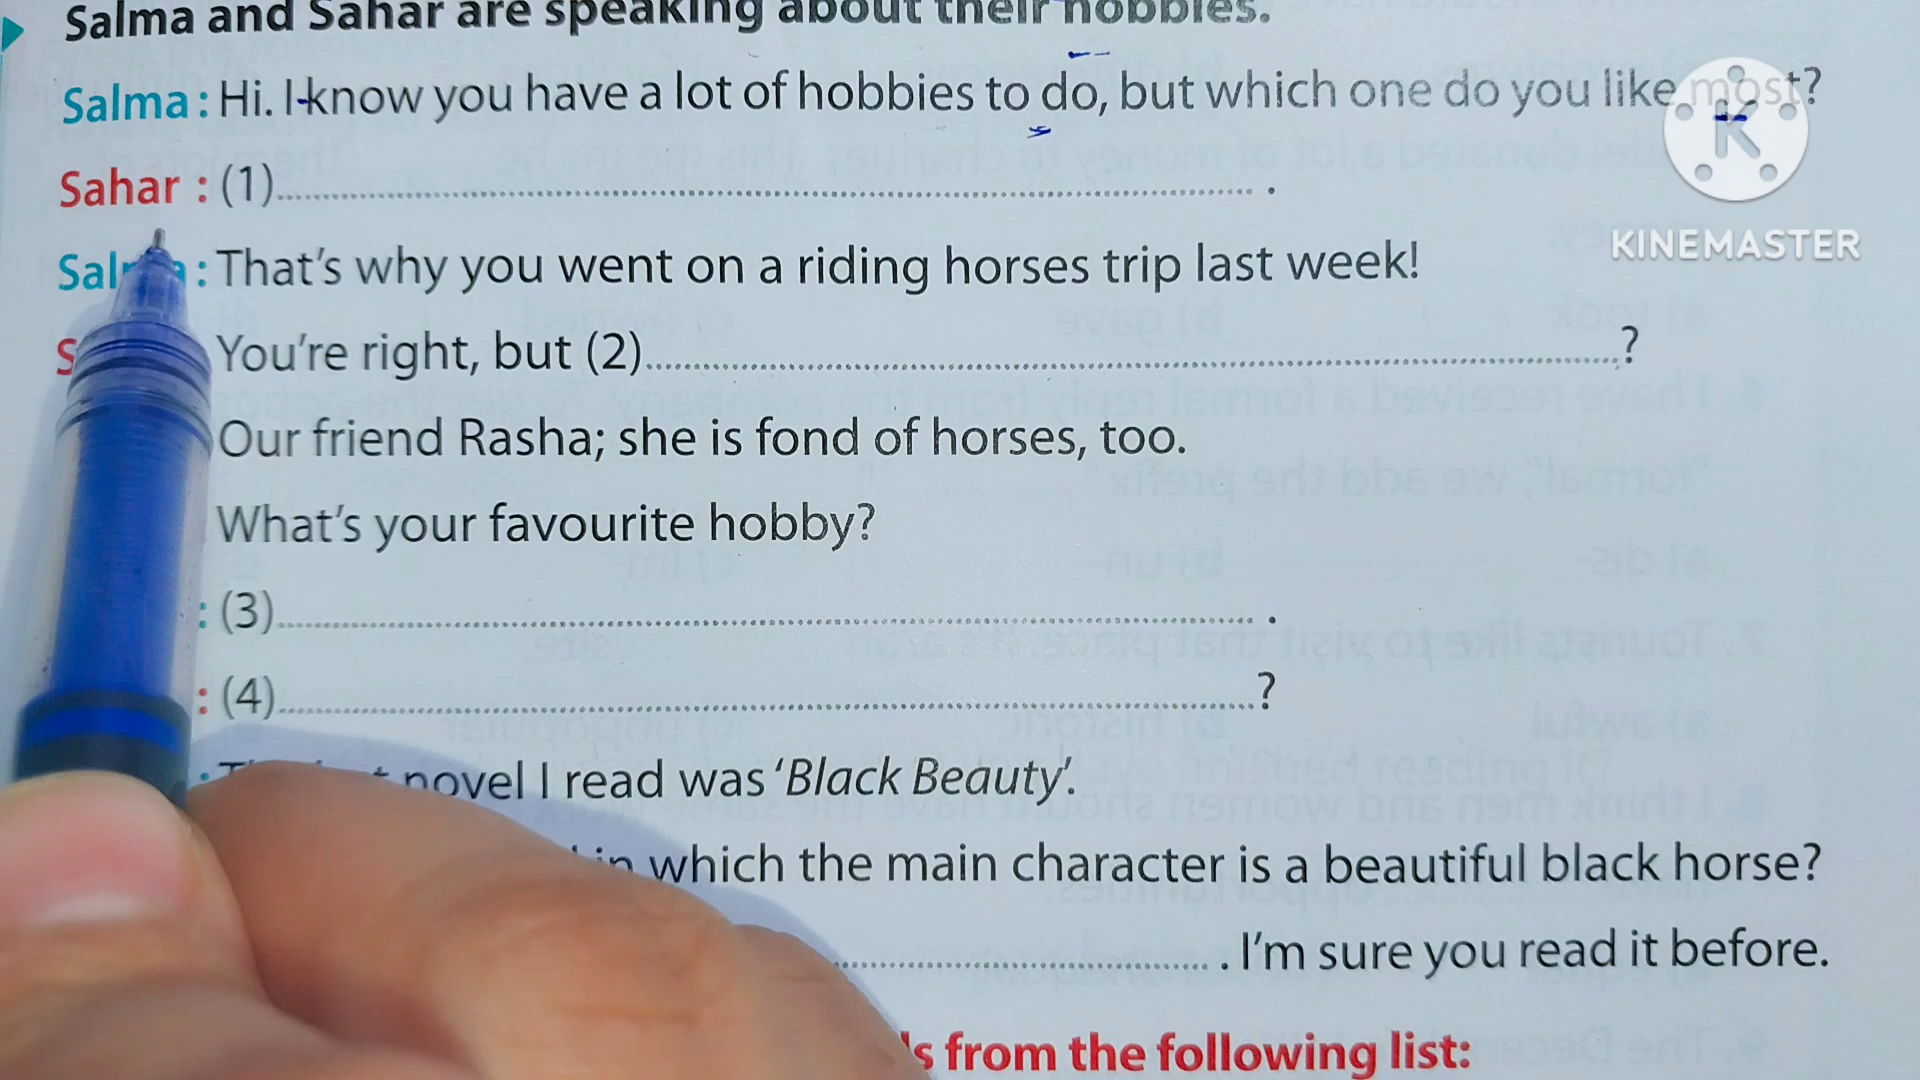 Salma and Sahar are speaking about their hobbies.
Salma : Hi. I know you have a lot of hobbies to do, but which one do you like most?
Sahar : (1)........................ .
: That's why you went on a riding horses trip last week!
You're right, but (2)........................?
Our friend Rasha; she is fond of horses, too.
What's your favourite hobby?
: (3)........................ .
: (4)........................?
novel I read was 'Black Beauty'.
in which the main character is a beautiful black horse?
........................ . I'm sure you read it before.
from the following list:
K
KINEMASTER